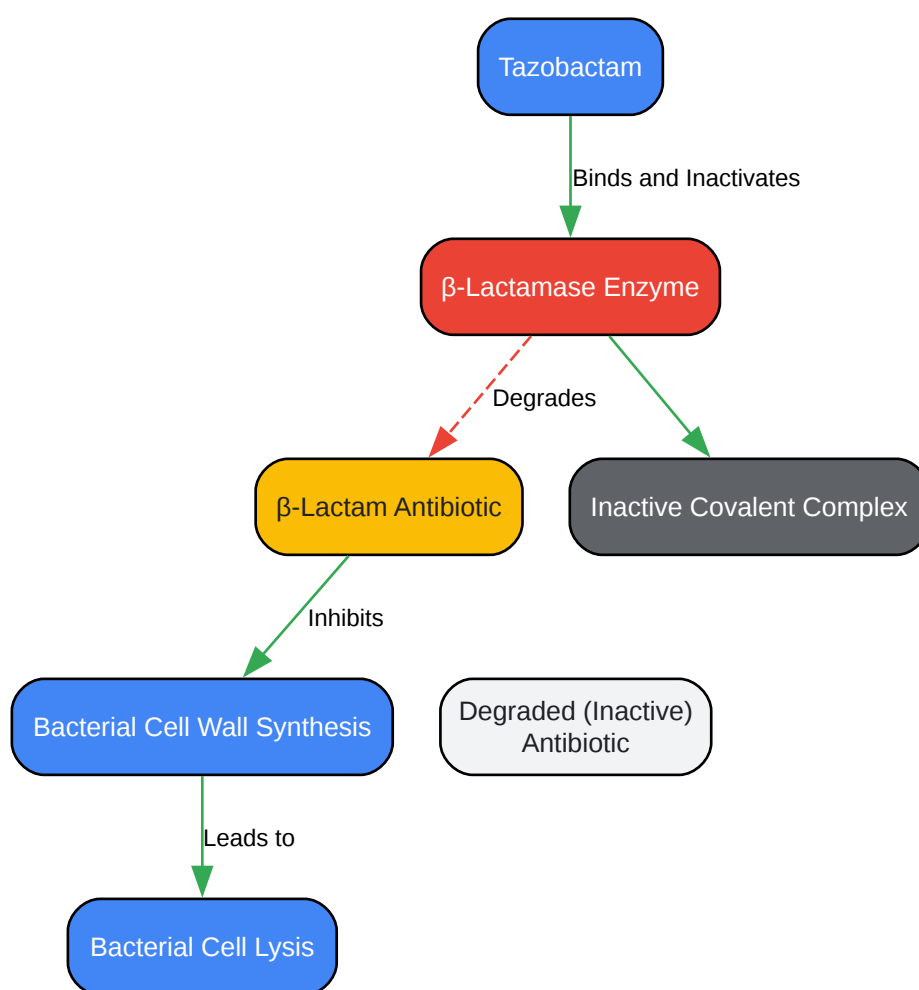 Tazobactam
Binds and Inactivates
β-Lactamase Enzyme
Degrades
β-Lactam Antibiotic
Inactive Covalent Complex
Inhibits
Bacterial Cell Wall Synthesis
Degraded (Inactive)
Antibiotic
Leads to
Bacterial Cell Lysis